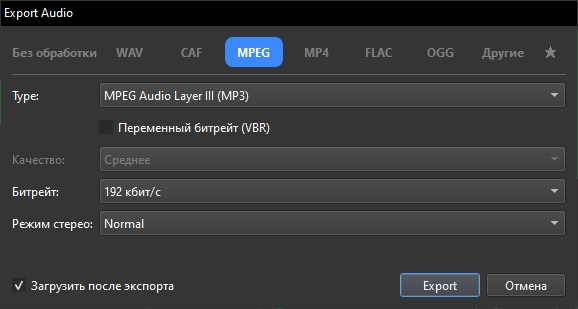 Export Audio
Без обработки WAV CAF MPEG MP4 FLAC OGG Другие
Type: MPEG Audio Layer III (MP3)
Переменный битрейт (VBR)
Качество: Среднее
Битрейт: 192 кбит/с
Режим стерео: Normal
Загрузить после экспорта Export Отмена